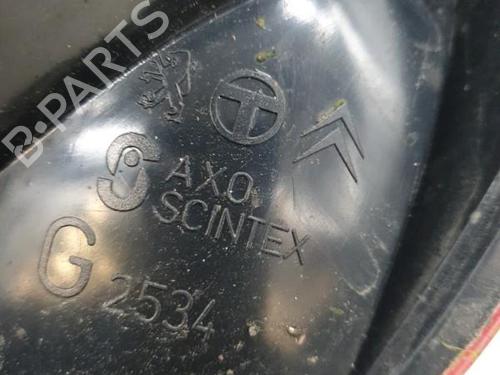 B-PARTS
AXO
SCINTEX
G 2534